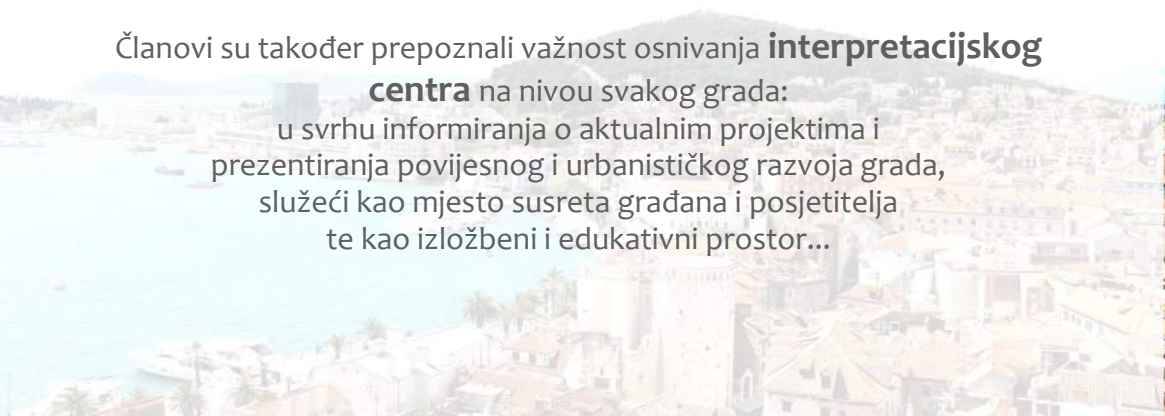 Članovi su također prepoznali važnost osnivanja interpretacijskog
centra na nivou svakog grada:
u svrhu informiranja o aktualnim projektima i
prezentiranja povijesnog i urbanističkog razvoja grada,
služeći kao mjesto susreta građana i posjetitelja
te kao izložbeni i edukativni prostor...